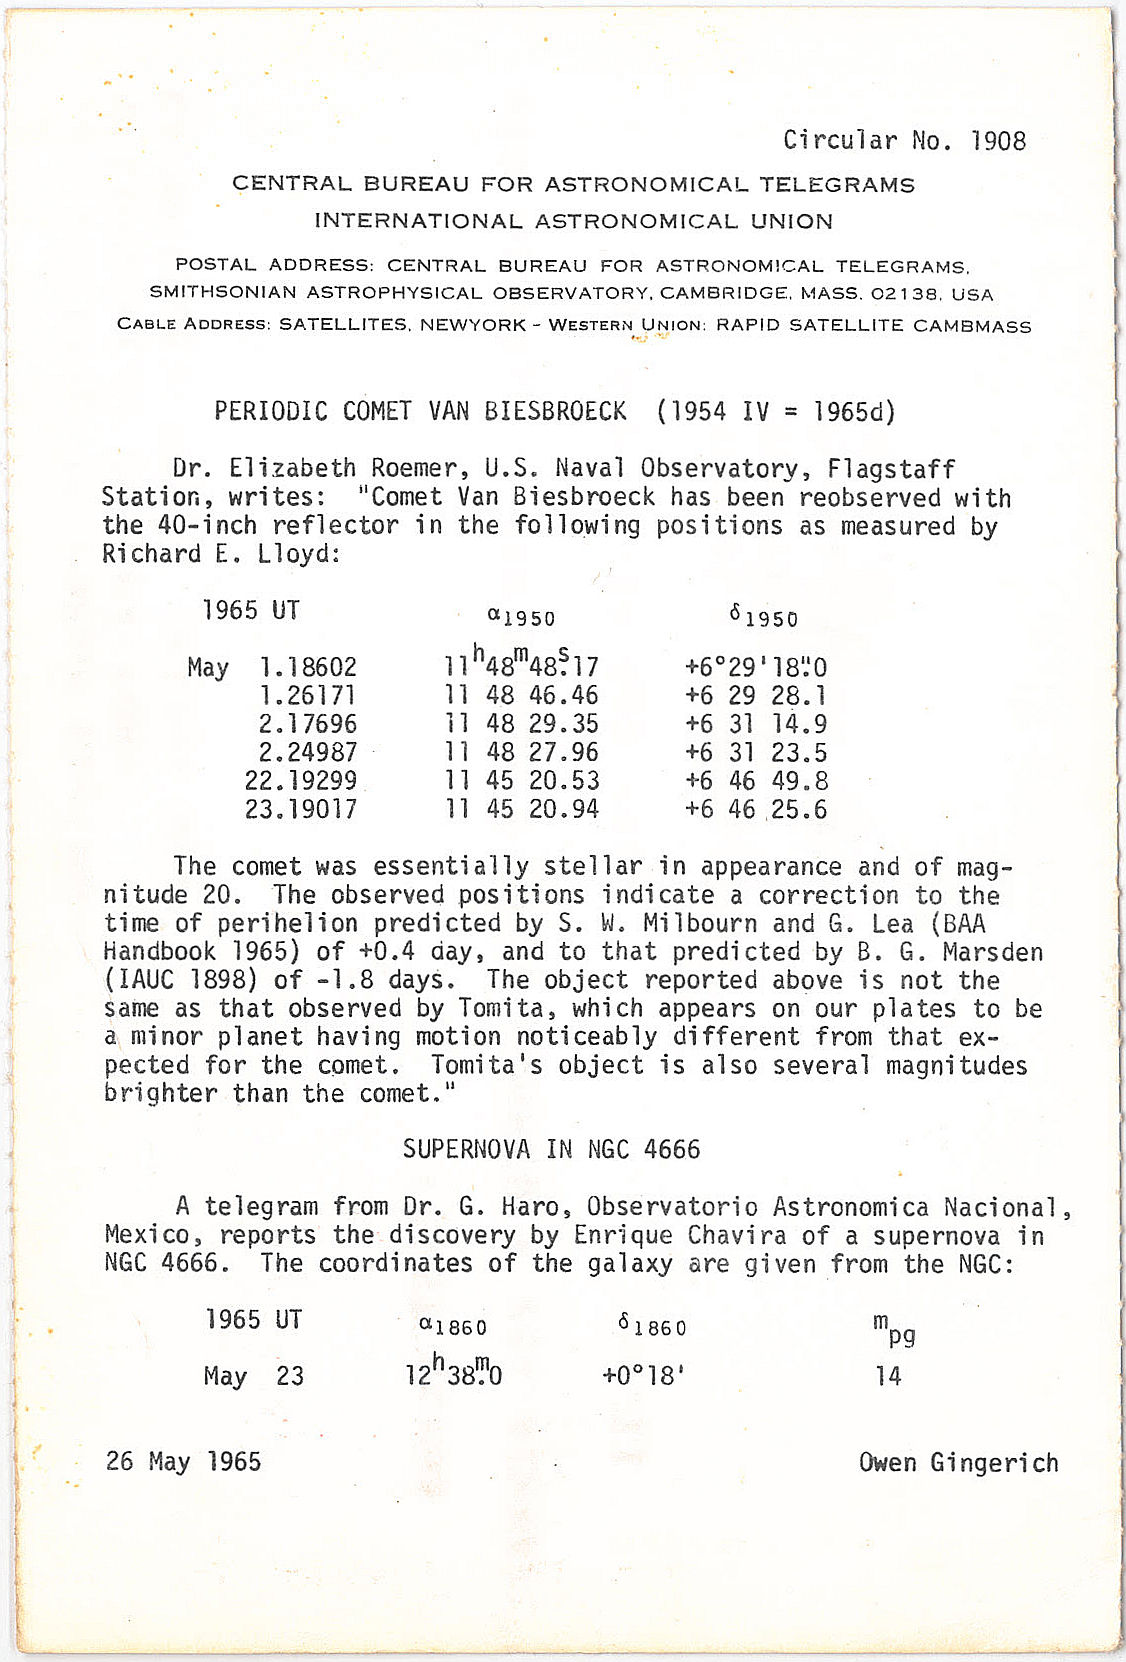 Circular No. 1908
CENTRAL BUREAU FOR ASTRONOMICAL TELEGRAMS
INTERNATIONAL ASTRONOMICAL UNION
POSTAL ADDRESS: CENTRAL BUREAU FOR ASTRONOMICAL TELEGRAMS,
SMITHSONIAN ASTROPHYSICAL OBSERVATORY, CAMBRIDGE, MASS. 02138, USA
CABLE ADDRESS: SATELLITES, NEWYORK - WESTERN UNION: RAPID SATELLITE CAMBMASS
PERIODIC COMET VAN BIESBROECK (1954 IV = 1965d)
Dr. Elizabeth Roemer, U.S. Naval Observatory, Flagstaff
Station, writes: "Comet Van Biesbroeck has been reobserved with
the 40-inch reflector in the following positions as measured by
Richard E. Lloyd:
1965 UT α1950 δ1950
May 1.18602 11h48m48s.17 +6°29'18".0
1.26171 11 48 46.46 +6 29 28.1
2.17696 11 48 29.35 +6 31 14.9
2.24987 11 48 27.96 +6 31 23.5
22.19299 11 45 20.53 +6 46 49.8
23.19017 11 45 20.94 +6 46 25.6
The comet was essentially stellar in appearance and of mag-
nitude 20. The observed positions indicate a correction to the
time of perihelion predicted by S. W. Milbourn and G. Lea (BAA
Handbook 1965) of +0.4 day, and to that predicted by B. G. Marsden
(IAUC 1898) of -1.8 days. The object reported above is not the
same as that observed by Tomita, which appears on our plates to be
a minor planet having motion noticeably different from that ex-
pected for the comet. Tomita's object is also several magnitudes
brighter than the comet."
SUPERNOVA IN NGC 4666
A telegram from Dr. G. Haro, Observatorio Astronomica Nacional,
Mexico, reports the discovery by Enrique Chavira of a supernova in
NGC 4666. The coordinates of the galaxy are given from the NGC:
1965 UT α1860 δ1860 mpg
May 23 12h38m.0 +0°18' 14
26 May 1965 Owen Gingerich